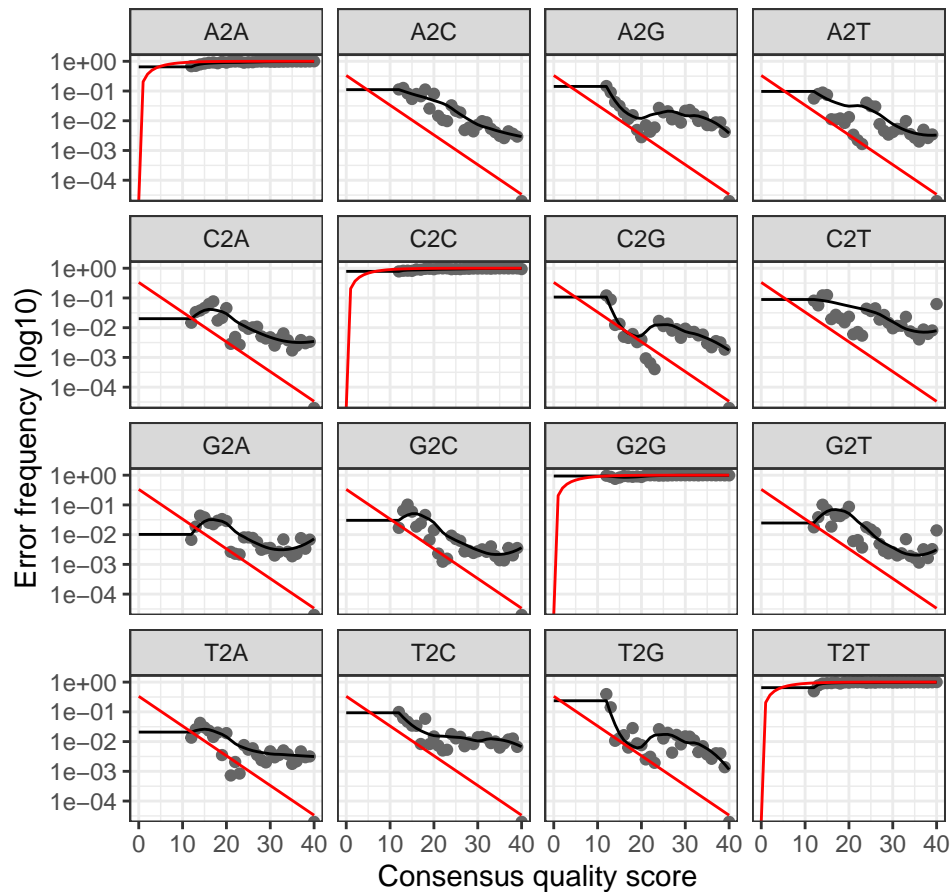 A2A A2C A2G A2T
1e+00
1e−01
1e−02
1e−03
1e−04
C2A C2C C2G C2T
1e+00
1e−01
1e−02
1e−03
1e−04
G2A G2C G2G G2T
1e+00
1e−01
1e−02
1e−03
1e−04
T2A T2C T2G T2T
1e+00
1e−01
1e−02
1e−03
1e−04
0 10 20 30 40 0 10 20 30 40 0 10 20 30 40 0 10 20 30 40
Consensus quality score
Error frequency (log10)